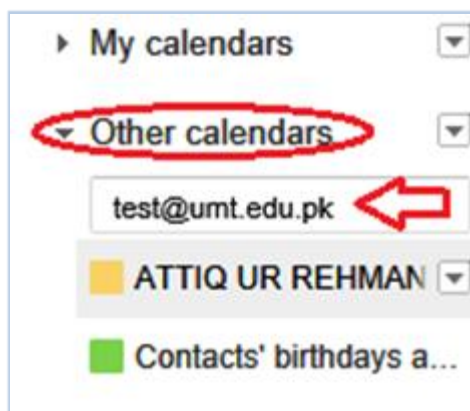 My calendars
Other calendars
test@umt.edu.pk
ATTIQ UR REHMAN
Contacts' birthdays a...